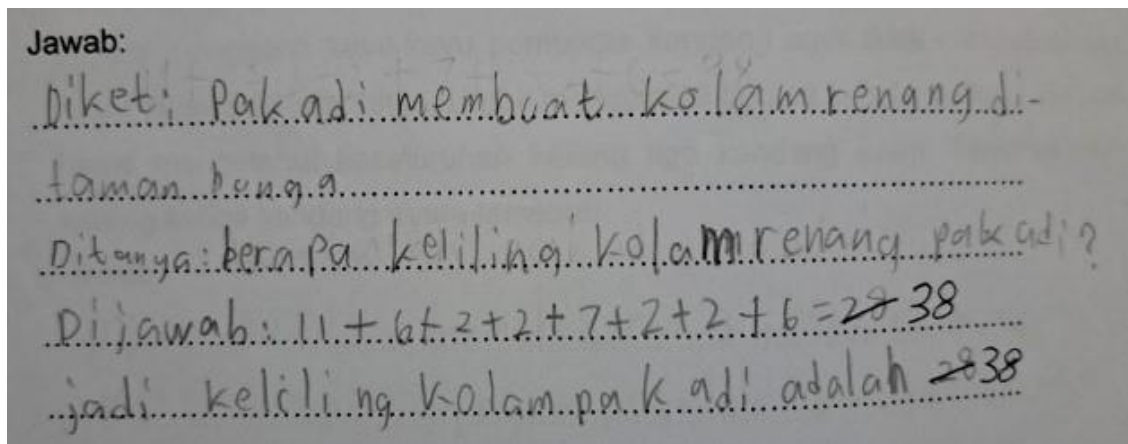 Jawab:
Diket: Pak adi membuat kolam renang di-
taman bunga
Ditanya: berapa keliling kolam renang pak adi?
Dijawab: 11 + 6 + 2 + 2 + 7 + 2 + 2 + 6 = 28 38
jadi keliling kolam pak adi adalah 28 38